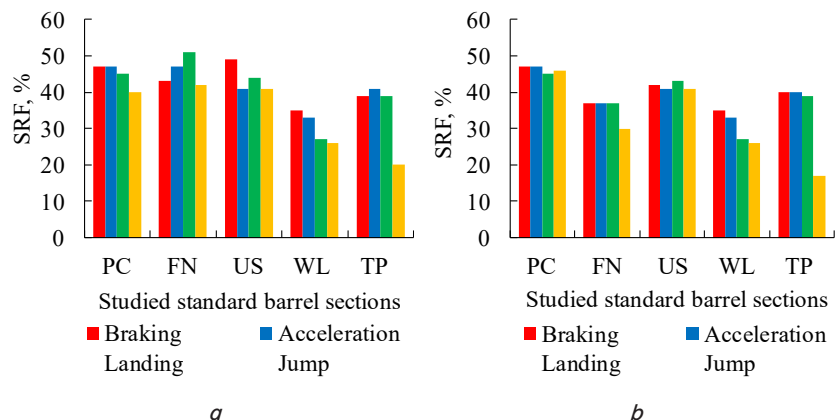 60
50
40
30
20
10
0
SRF, %
PC FN US WL TP
Studied standard barrel sections
Braking Acceleration
Landing Jump
a
60
50
40
30
20
10
0
SRF, %
PC FN US WL TP
Studied standard barrel sections
Braking Acceleration
Landing Jump
b